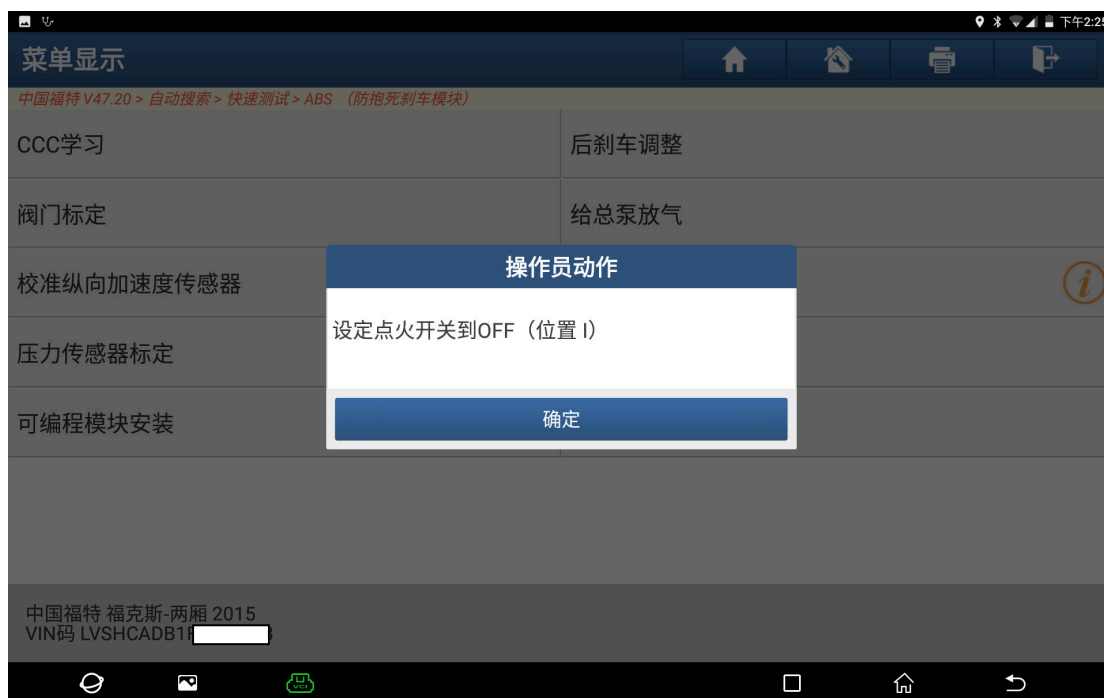 下午2:25
菜单显示
中国福特 V47.20 > 自动搜索 > 快速测试 > ABS （防抱死刹车模块）
CCC学习
后刹车调整
阀门标定
给总泵放气
校准纵向加速度传感器
压力传感器标定
可编程模块安装
操作员动作
设定点火开关到OFF（位置 I）
确定
中国福特 福克斯-两厢 2015
VIN码 LVSHCADB1
VCI